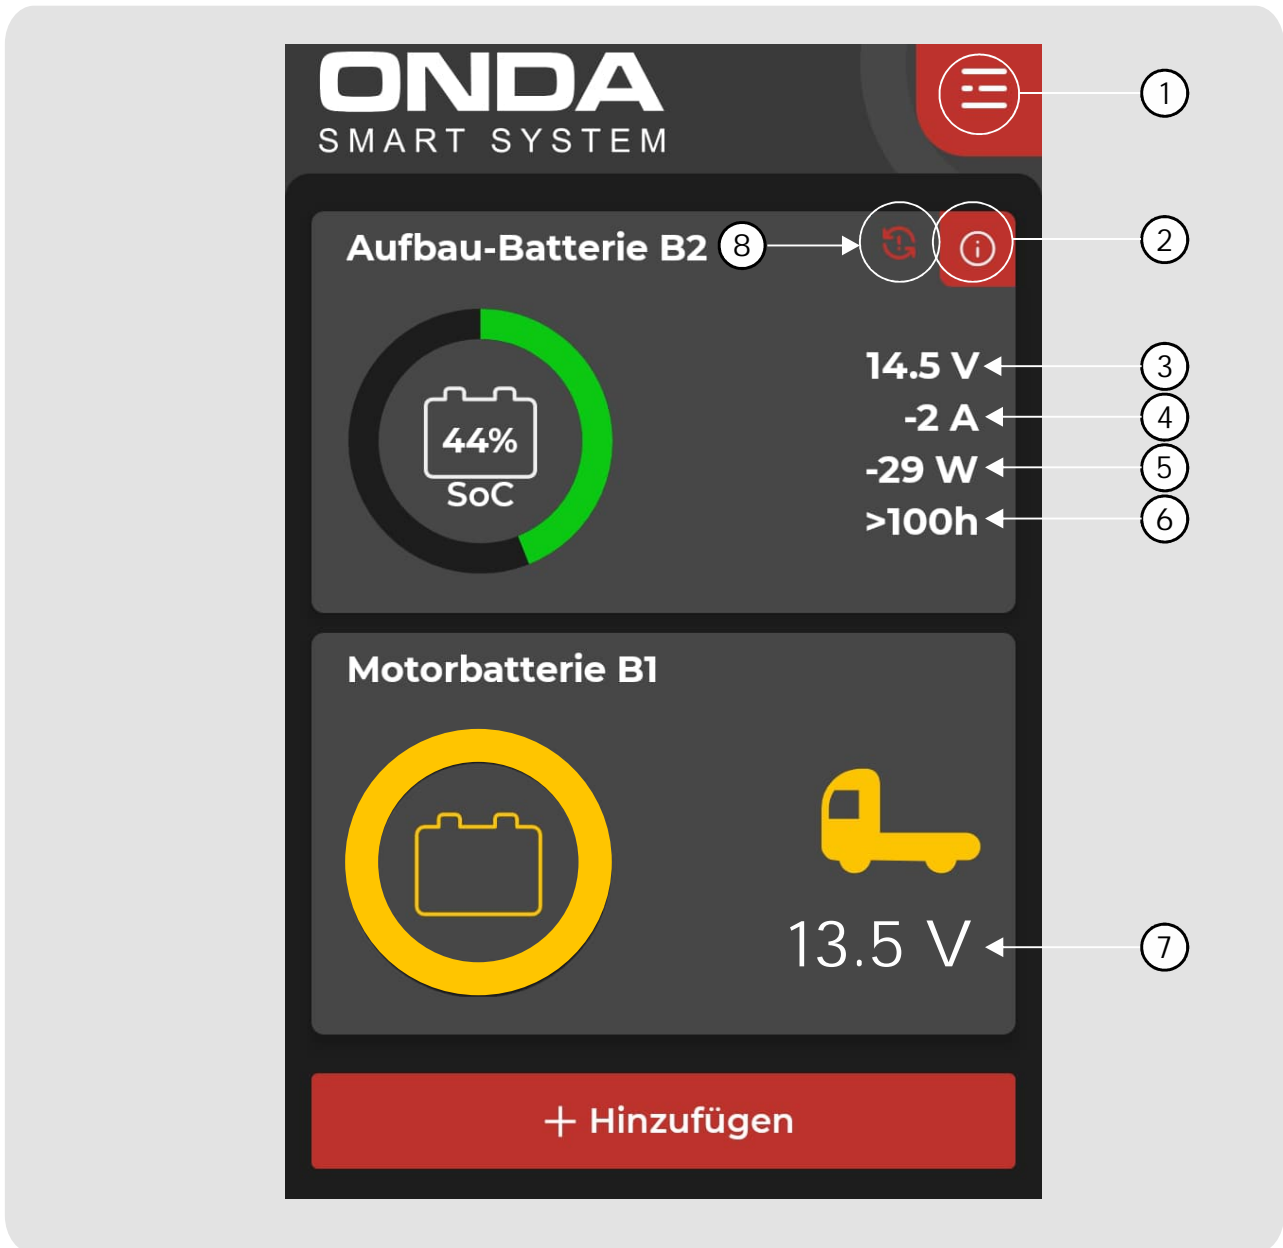 ONDA
SMART SYSTEM
1
Aufbau-Batterie B2
8
2
14.5 V
3
-2 A
4
-29 W
5
>100h
6
44%
SoC
Motorbatterie B1
13.5 V
7
+ Hinzufügen